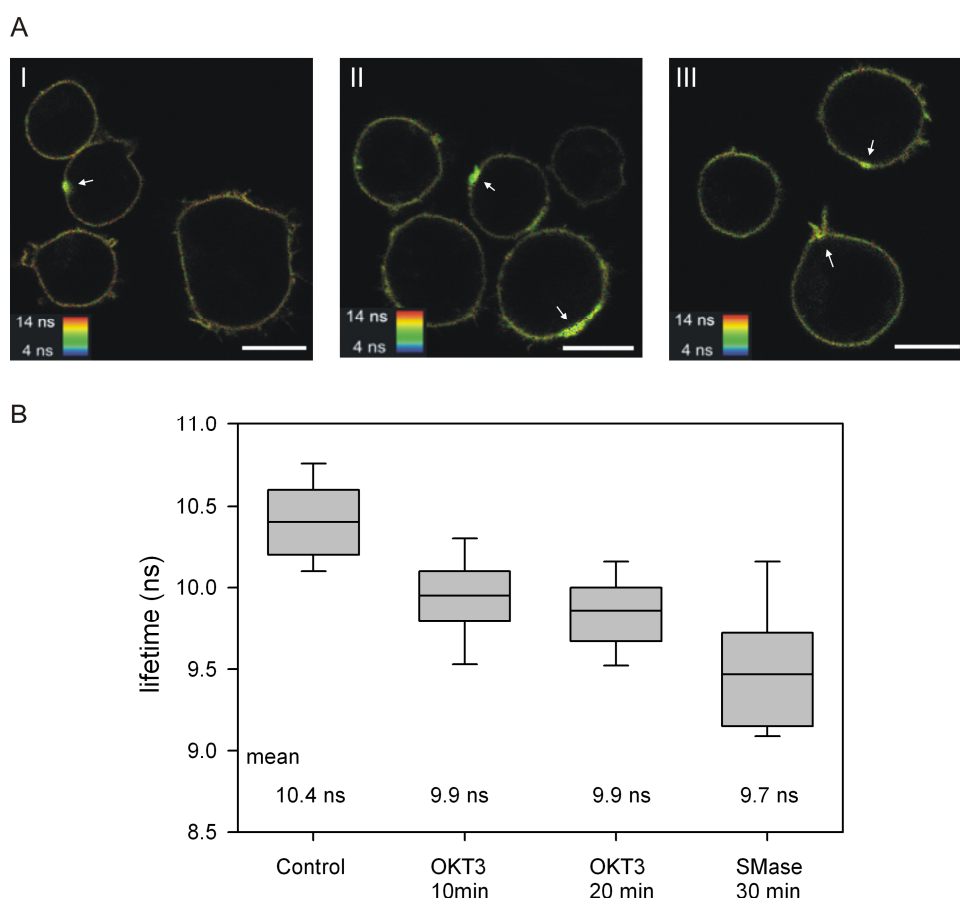 A
I
II
III
14 ns
4 ns
14 ns
4 ns
14 ns
4 ns
B
11.0
10.5
10.0
9.5
9.0
8.5
lifetime (ns)
mean
10.4 ns 9.9 ns 9.9 ns 9.7 ns
Control OKT3 OKT3 SMase
10min 20 min 30 min